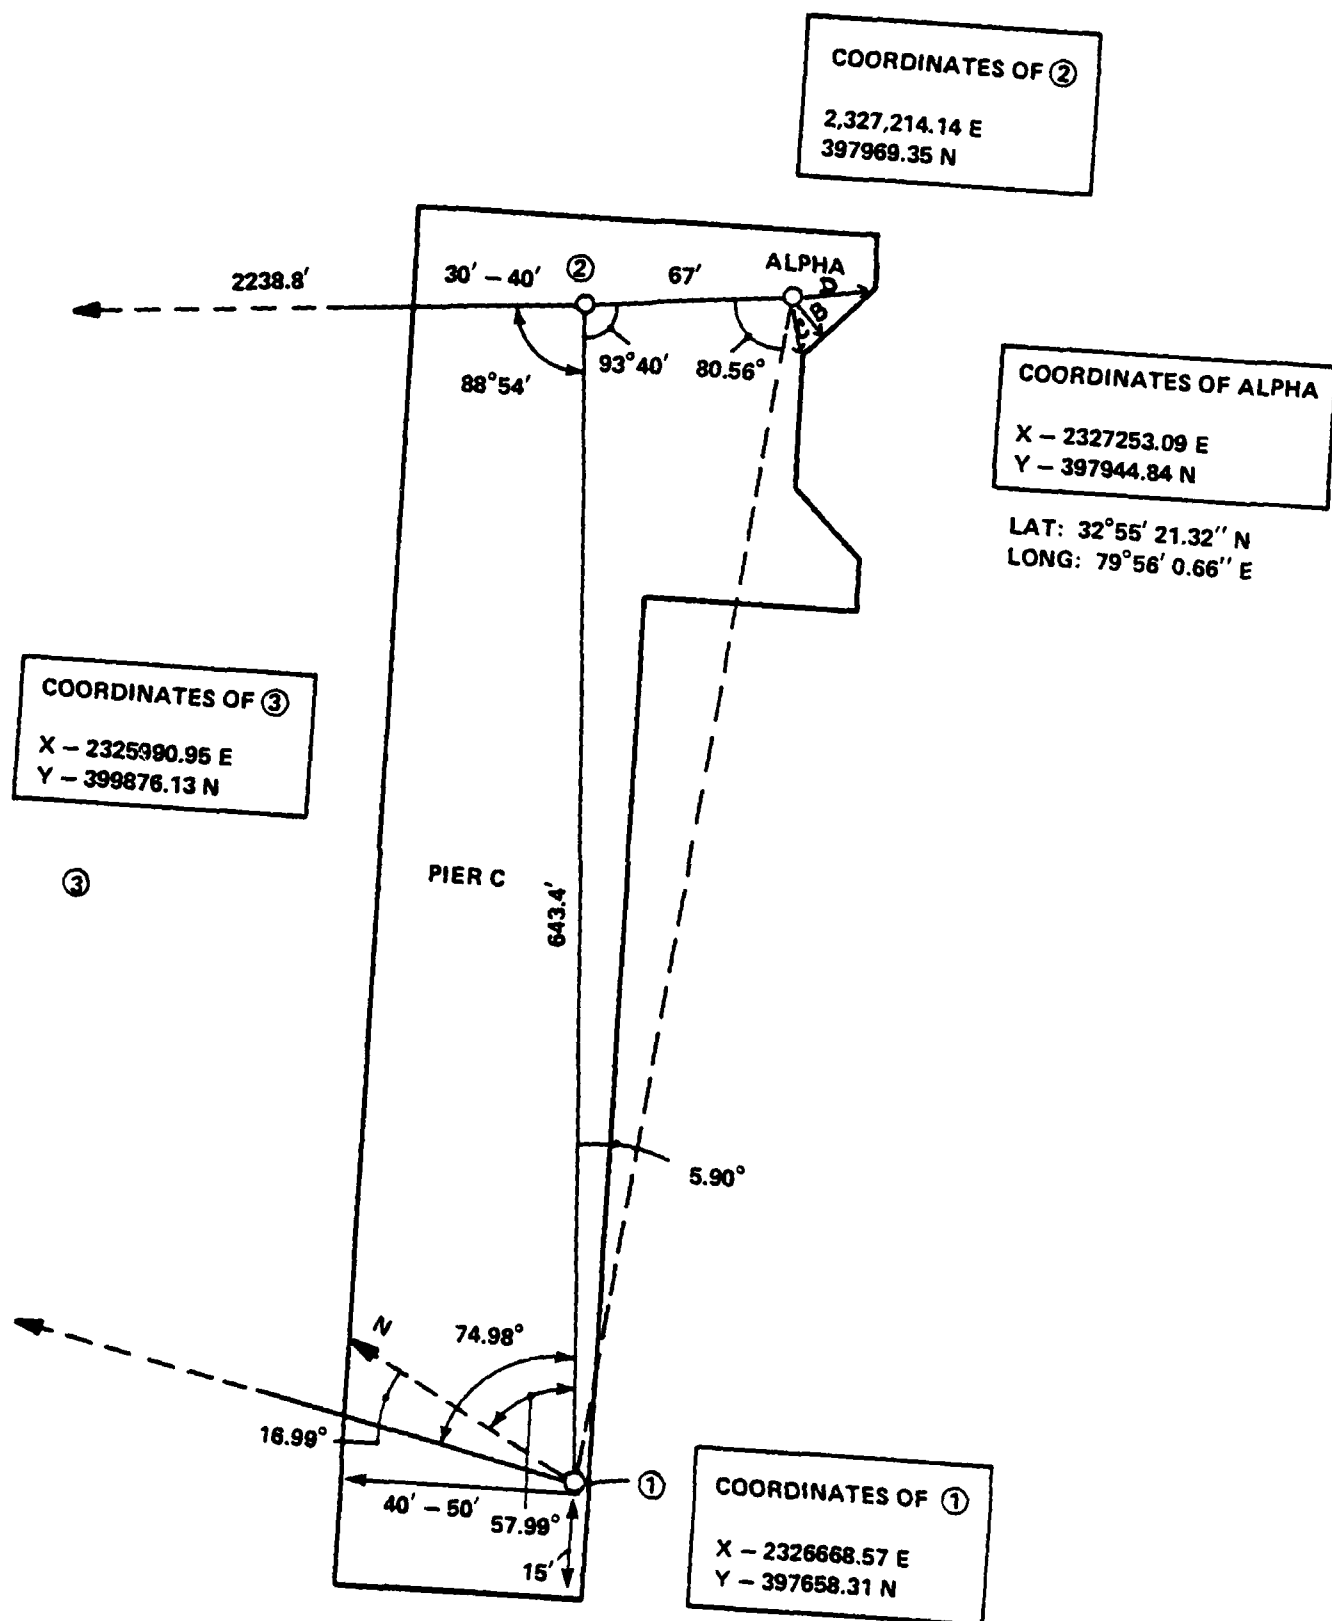 COORDINATES OF ②
2,327,214.14 E
397969.35 N
2238.8′
30′ – 40′
②
67′
ALPHA
D
B
C
88°54′
93°40′
80.56°
COORDINATES OF ALPHA
X – 2327253.09 E
Y – 397944.84 N
LAT: 32°55′ 21.32″ N
LONG: 79°56′ 0.66″ E
COORDINATES OF ③
X – 2325990.95 E
Y – 399876.13 N
③
PIER C
643.4′
5.90°
N
74.98°
16.99°
40′ – 50′
57.99°
15′
①
COORDINATES OF ①
X – 2326668.57 E
Y – 397658.31 N